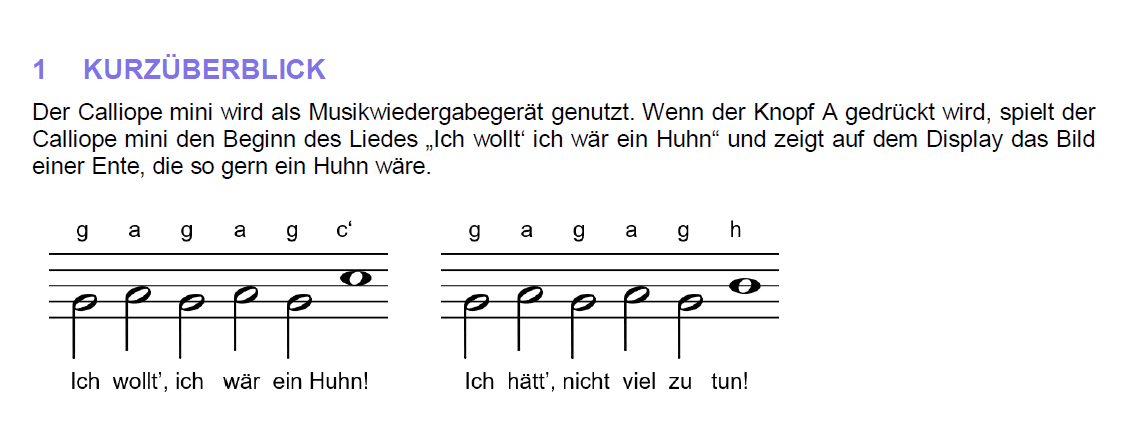 1 KURZÜBERBLICK
Der Calliope mini wird als Musikwiedergabegerät genutzt. Wenn der Knopf A gedrückt wird, spielt der
Calliope mini den Beginn des Liedes „Ich wollt‘ ich wär ein Huhn“ und zeigt auf dem Display das Bild
einer Ente, die so gern ein Huhn wäre.
g a g a g c‘ g a g a g h
Ich wollt’, ich wär ein Huhn! Ich hätt’, nicht viel zu tun!